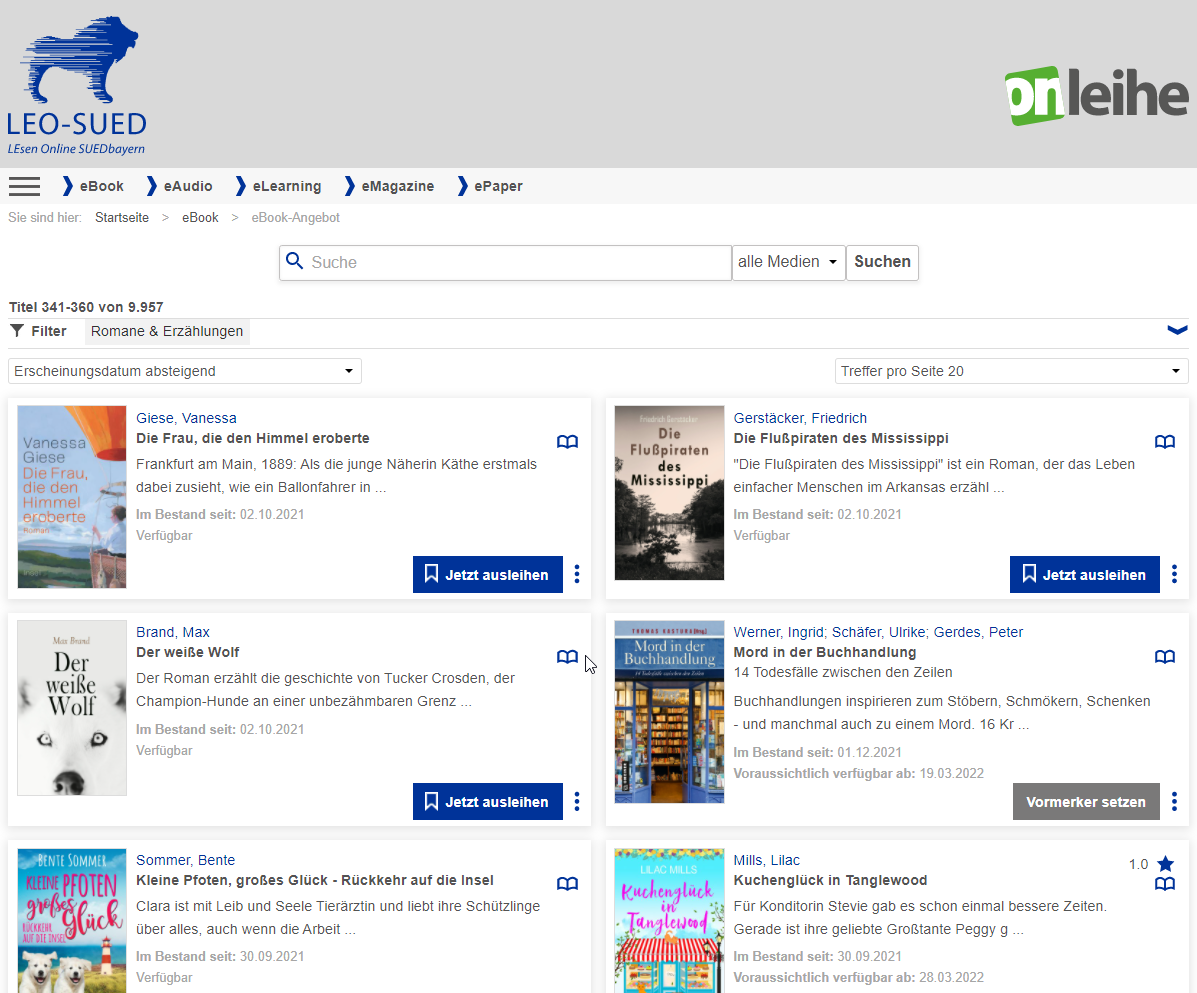 LEO-SUED
LEsen Online SUEDbayern
onleihe
eBook
eAudio
eLearning
eMagazine
ePaper
Sie sind hier: Startseite > eBook > eBook-Angebot
Suche
alle Medien
Suchen
Titel 341-360 von 9.957
Filter
Romane & Erzählungen
Erscheinungsdatum absteigend
Treffer pro Seite 20
Vanessa
Giese
Die Frau,
die den
Himmel
eroberte
Roman
Giese, Vanessa
Die Frau, die den Himmel eroberte
Frankfurt am Main, 1889: Als die junge Näherin Käthe erstmals
dabei zusieht, wie ein Ballonfahrer in ...
Im Bestand seit: 02.10.2021
Verfügbar
Jetzt ausleihen
Friedrich Gerstäcker
Die
Flußpiraten
des
Mississippi
Gerstäcker, Friedrich
Die Flußpiraten des Mississippi
"Die Flußpiraten des Mississippi" ist ein Roman, der das Leben
einfacher Menschen im Arkansas erzähl ...
Im Bestand seit: 02.10.2021
Verfügbar
Jetzt ausleihen
Max Brand
Der
weiße
Wolf
Brand, Max
Der weiße Wolf
Der Roman erzählt die geschichte von Tucker Crosden, der
Champion-Hunde an einer unbezähmbaren Grenz ...
Im Bestand seit: 02.10.2021
Verfügbar
Jetzt ausleihen
THOMAS KASTURA [Hrsg.]
Mord in der
Buchhandlung
14 Todesfälle zwischen den Zeilen
Werner, Ingrid; Schäfer, Ulrike; Gerdes, Peter
Mord in der Buchhandlung
14 Todesfälle zwischen den Zeilen
Buchhandlungen inspirieren zum Stöbern, Schmökern, Schenken
- und manchmal auch zu einem Mord. 16 Kr ...
Im Bestand seit: 01.12.2021
Voraussichtlich verfügbar ab: 19.03.2022
Vormerker setzen
BENTE SOMMER
KLEINE PFOTEN
großes
Glück
RÜCKKEHR
AUF DIE INSEL
Sommer, Bente
Kleine Pfoten, großes Glück - Rückkehr auf die Insel
Clara ist mit Leib und Seele Tierärztin und liebt ihre Schützlinge
über alles, auch wenn die Arbeit ...
Im Bestand seit: 30.09.2021
Verfügbar
LILAC MILLS
Kuchenglück
in
Tanglewood
Mills, Lilac
1.0
Kuchenglück in Tanglewood
Für Konditorin Stevie gab es schon einmal bessere Zeiten.
Gerade ist ihre geliebte Großtante Peggy g ...
Im Bestand seit: 30.09.2021
Voraussichtlich verfügbar ab: 28.03.2022